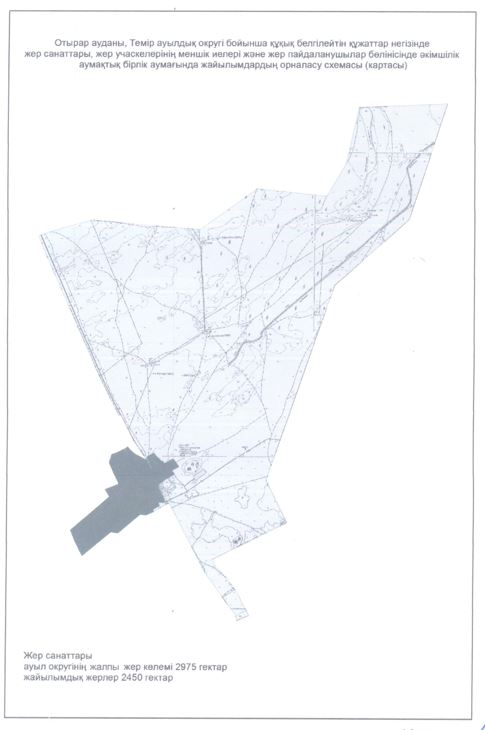 Отырар ауданы, Темір ауылдық округі бойынша құқық белгілейтін құжаттар негізінде
жер санаттары, жер учаскелерінің меншік иелері және жер пайдаланушылар бөлінісінде әкімшілік
аумақтық бірлік аумағында жайылымдардың орналасу схемасы (картасы)
Жер санаттары
ауыл округінің жалпы жер көлемі 2975 гектар
жайылымдық жерлер 2450 гектар